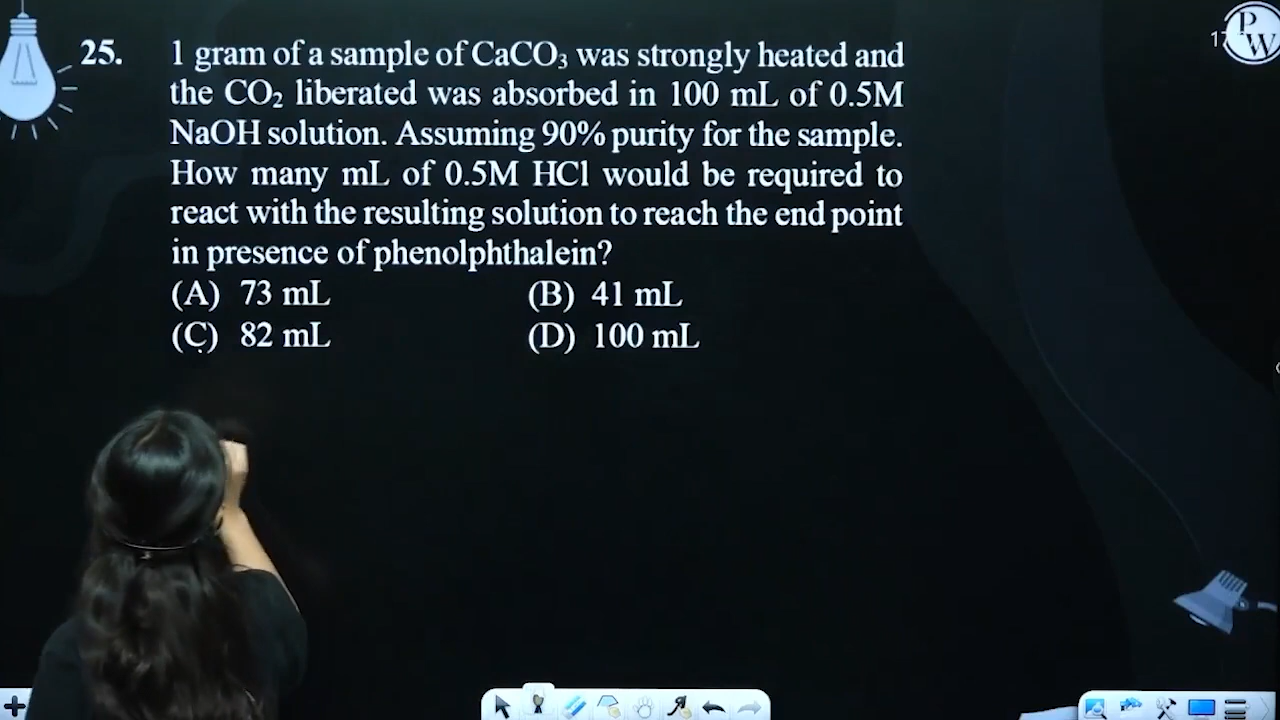 25. 1 gram of a sample of CaCO₃ was strongly heated and
the CO₂ liberated was absorbed in 100 mL of 0.5M
NaOH solution. Assuming 90% purity for the sample.
How many mL of 0.5M HCl would be required to
react with the resulting solution to reach the end point
in presence of phenolphthalein?
(A) 73 mL (B) 41 mL
(C) 82 mL (D) 100 mL
PW